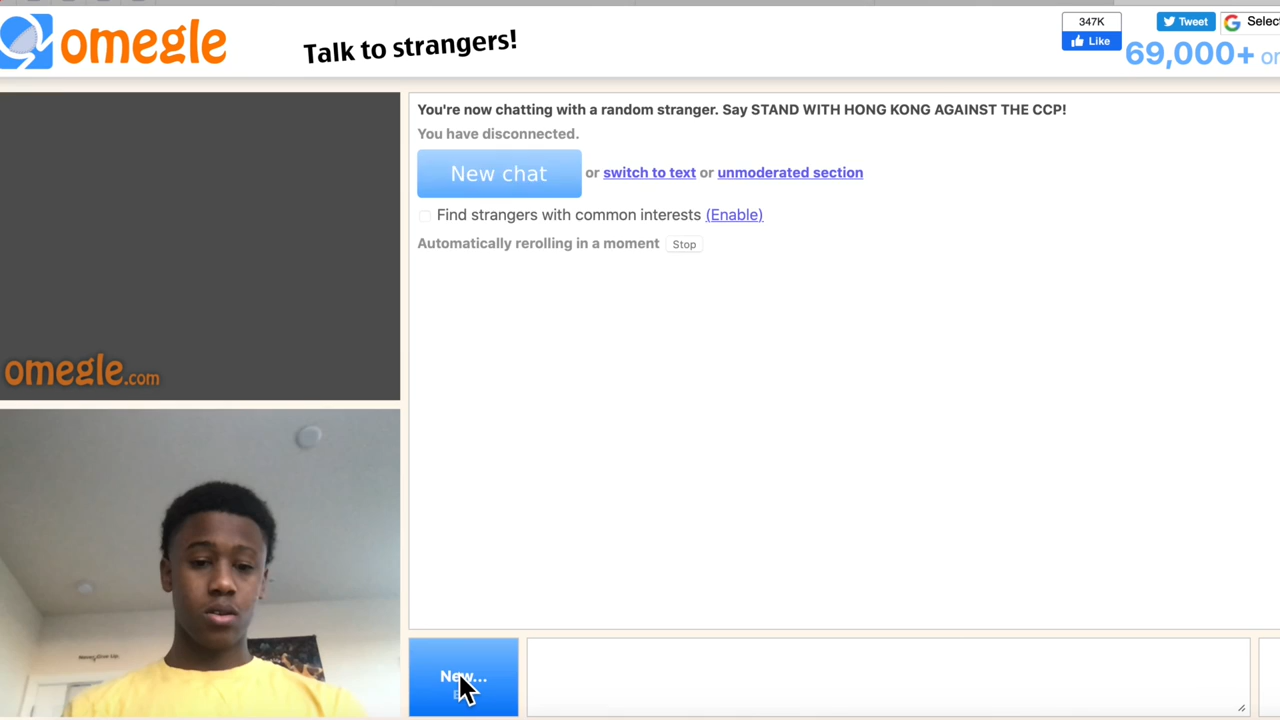 omegle
Talk to strangers!
347K
Like
Tweet
Selec
69,000+ or
You're now chatting with a random stranger. Say STAND WITH HONG KONG AGAINST THE CCP!
You have disconnected.
New chat or switch to text or unmoderated section
Find strangers with common interests (Enable)
Automatically rerolling in a moment Stop
omegle.com
New...